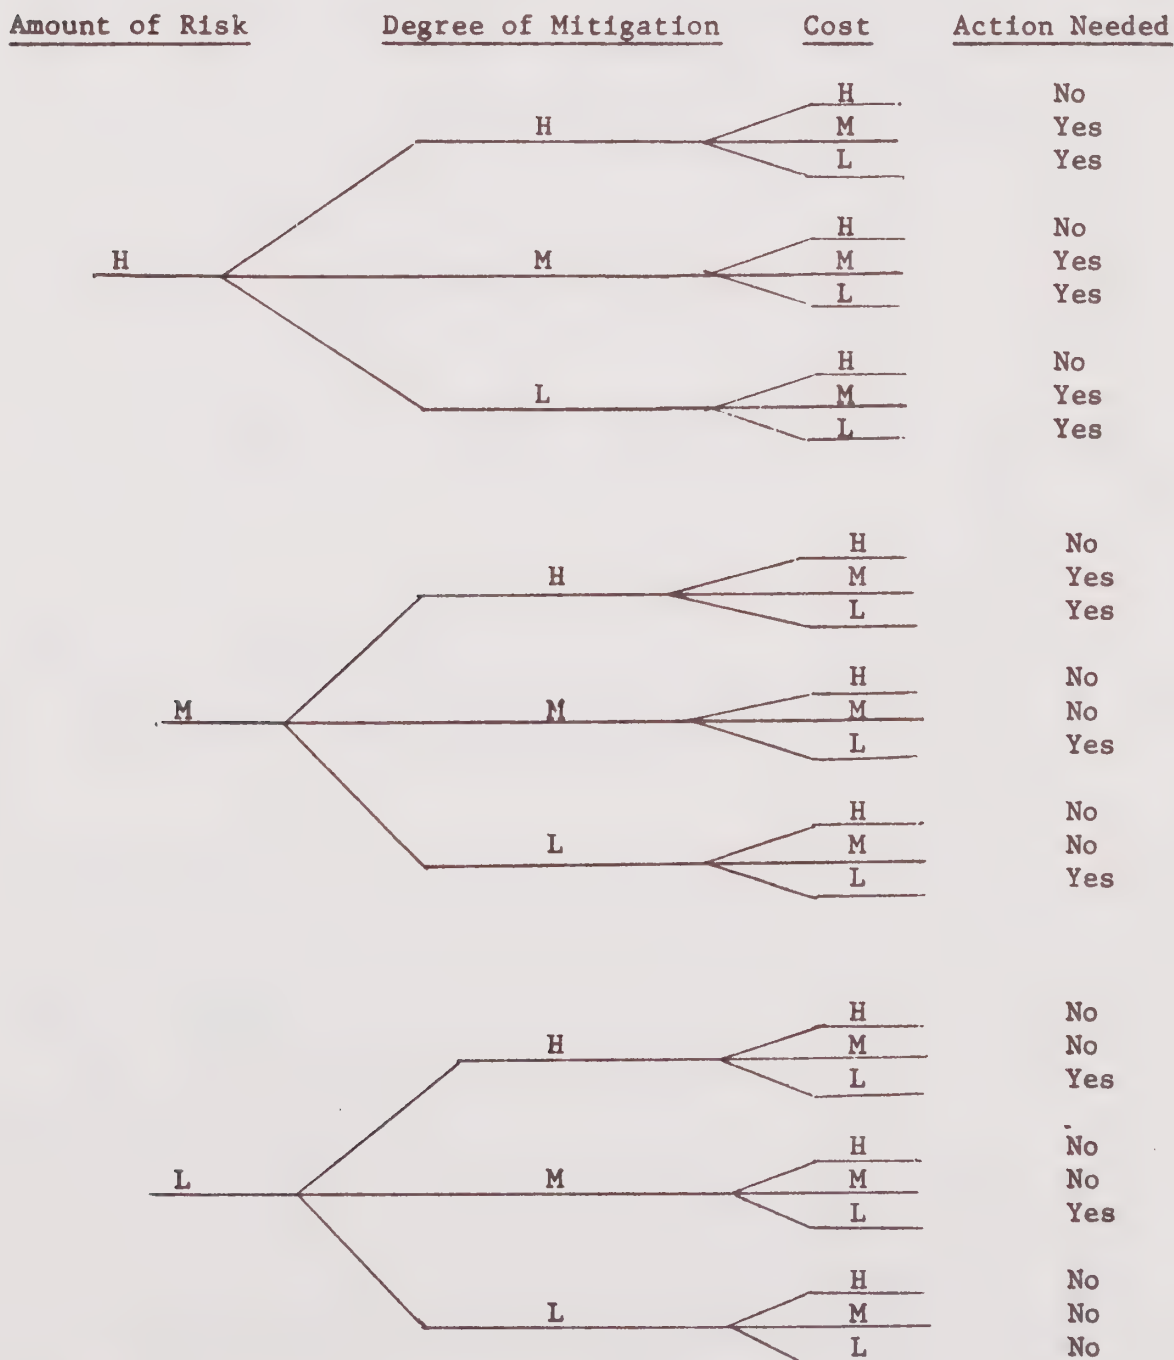 Amount of Risk Degree of Mitigation Cost Action Needed
H No
H M Yes
L Yes
H No
H M M Yes
L Yes
H No
L M Yes
L Yes
H No
H M Yes
L Yes
H No
M M M No
L Yes
H No
L M No
L Yes
H No
H M No
L Yes
H No
L M M No
L Yes
H No
L M No
L No